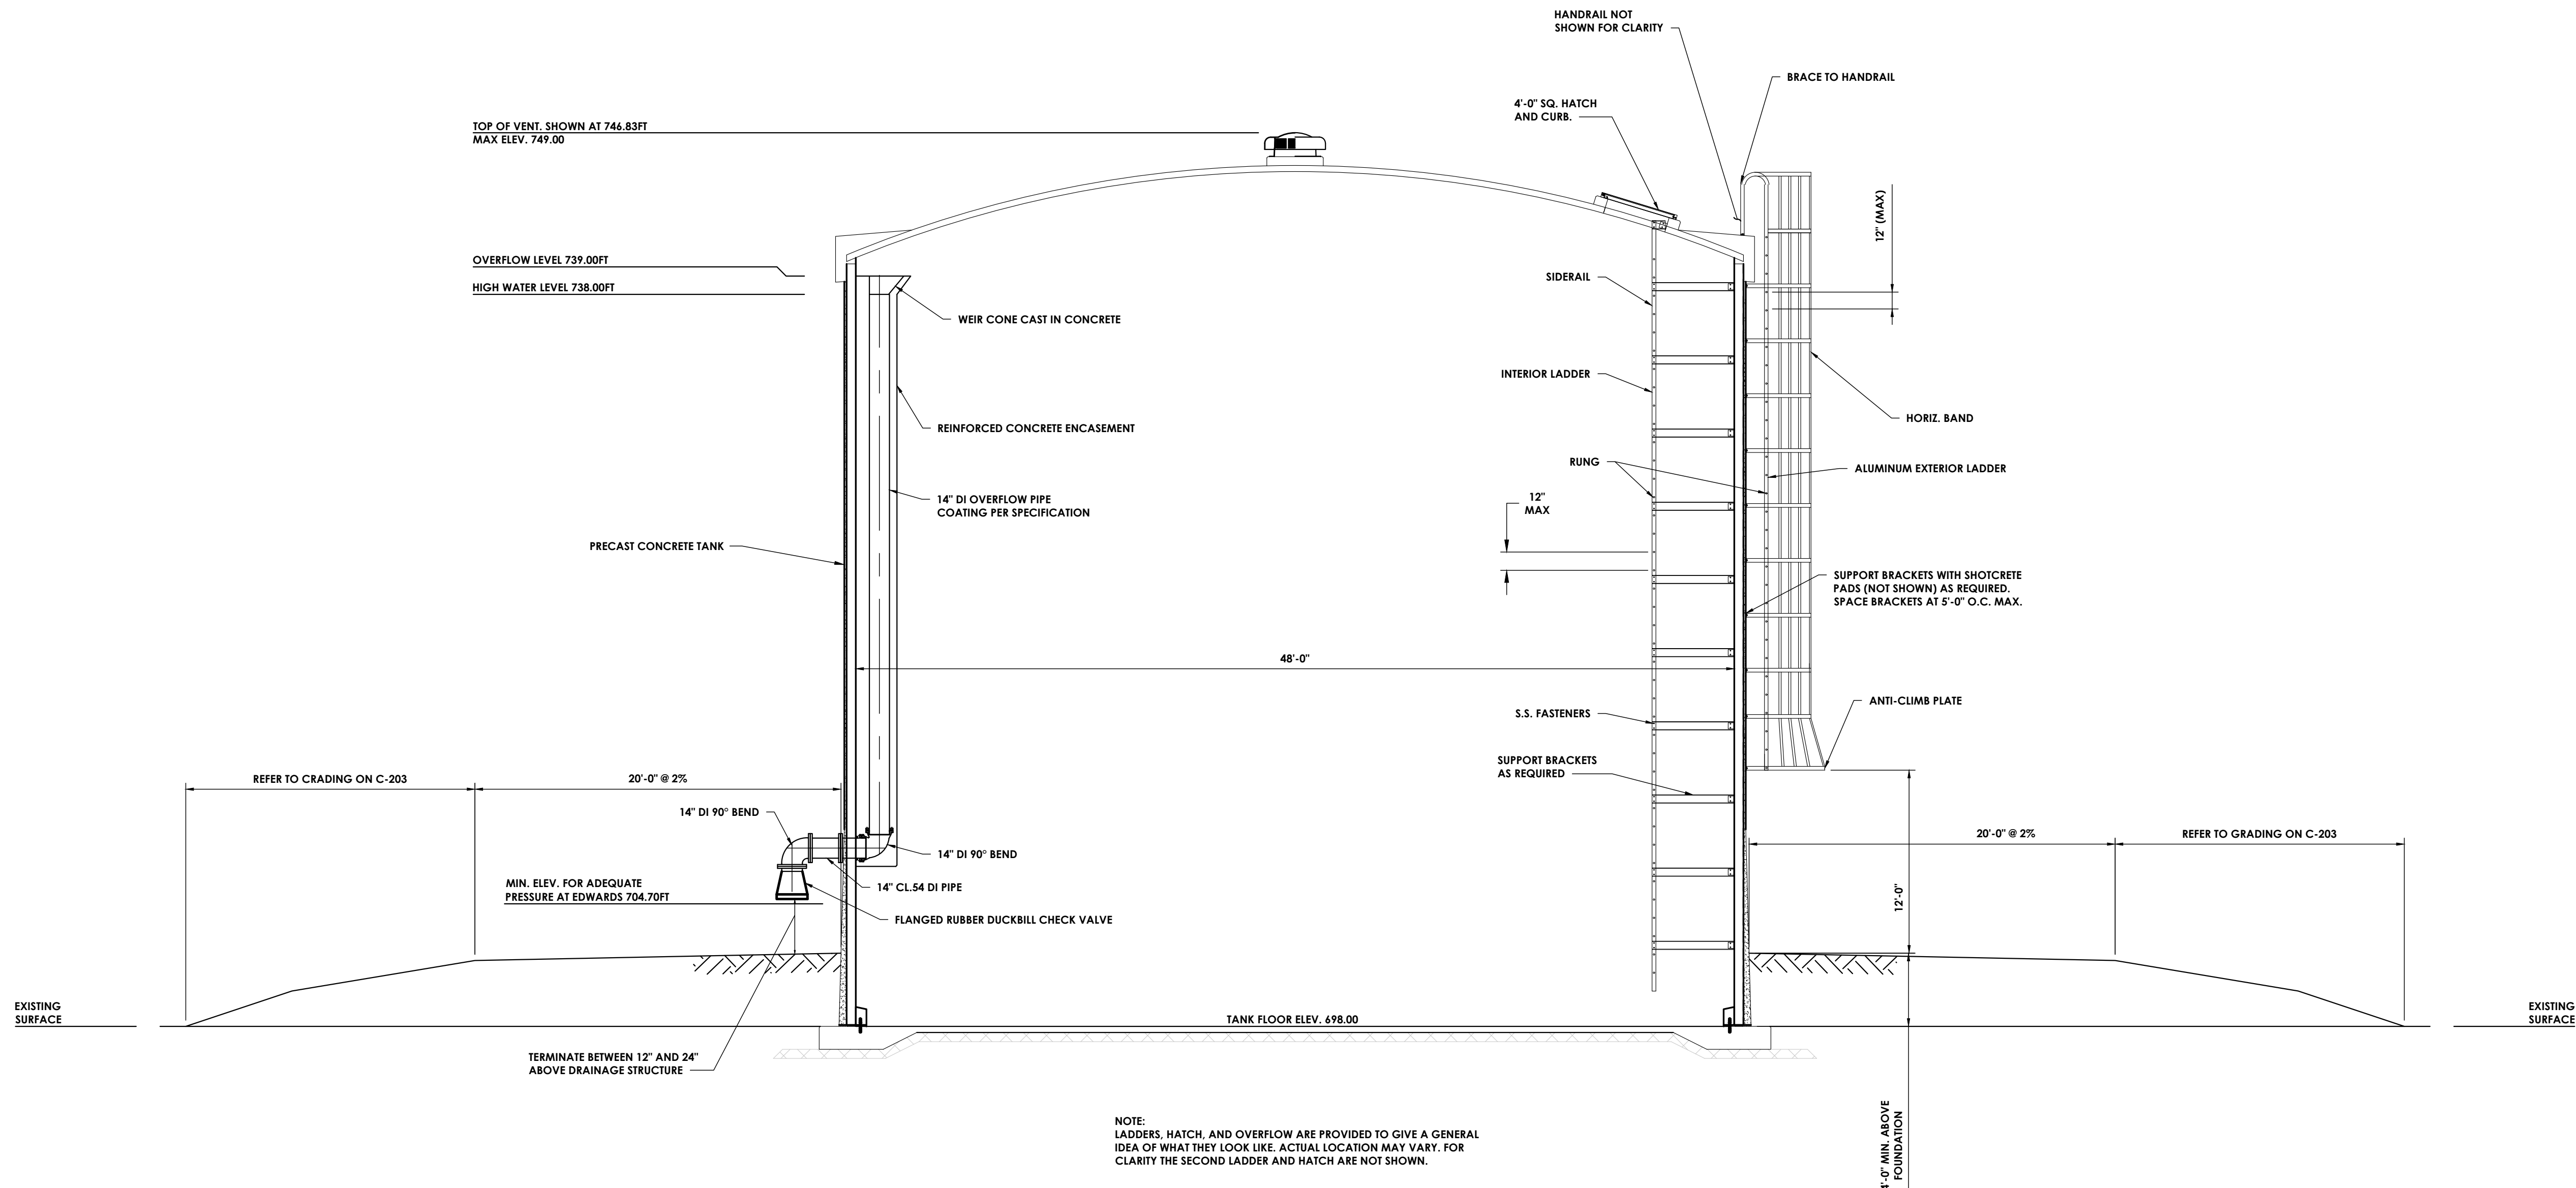 HANDRAIL NOT
SHOWN FOR CLARITY
BRACE TO HANDRAIL
4'-0" SQ. HATCH
AND CURB.
TOP OF VENT. SHOWN AT 746.83FT
MAX ELEV. 749.00
12" (MAX)
OVERFLOW LEVEL 739.00FT
HIGH WATER LEVEL 738.00FT
SIDERAIL
WEIR CONE CAST IN CONCRETE
INTERIOR LADDER
HORIZ. BAND
REINFORCED CONCRETE ENCASEMENT
RUNG
ALUMINUM EXTERIOR LADDER
14" DI OVERFLOW PIPE
COATING PER SPECIFICATION
12"
MAX
PRECAST CONCRETE TANK
SUPPORT BRACKETS WITH SHOTCRETE
PADS (NOT SHOWN) AS REQUIRED.
SPACE BRACKETS AT 5'-0" O.C. MAX.
48'-0"
ANTI-CLIMB PLATE
S.S. FASTENERS
SUPPORT BRACKETS
AS REQUIRED
REFER TO CRADING ON C-203
20'-0" @ 2%
14" DI 90° BEND
20'-0" @ 2%
REFER TO GRADING ON C-203
14" DI 90° BEND
14" CL.54 DI PIPE
MIN. ELEV. FOR ADEQUATE
PRESSURE AT EDWARDS 704.70FT
12'-0"
FLANGED RUBBER DUCKBILL CHECK VALVE
EXISTING
SURFACE
TANK FLOOR ELEV. 698.00
EXISTING
SURFACE
TERMINATE BETWEEN 12" AND 24"
ABOVE DRAINAGE STRUCTURE
4'-0" MIN. ABOVE
FOUNDATION
NOTE:
LADDERS, HATCH, AND OVERFLOW ARE PROVIDED TO GIVE A GENERAL
IDEA OF WHAT THEY LOOK LIKE. ACTUAL LOCATION MAY VARY. FOR
CLARITY THE SECOND LADDER AND HATCH ARE NOT SHOWN.